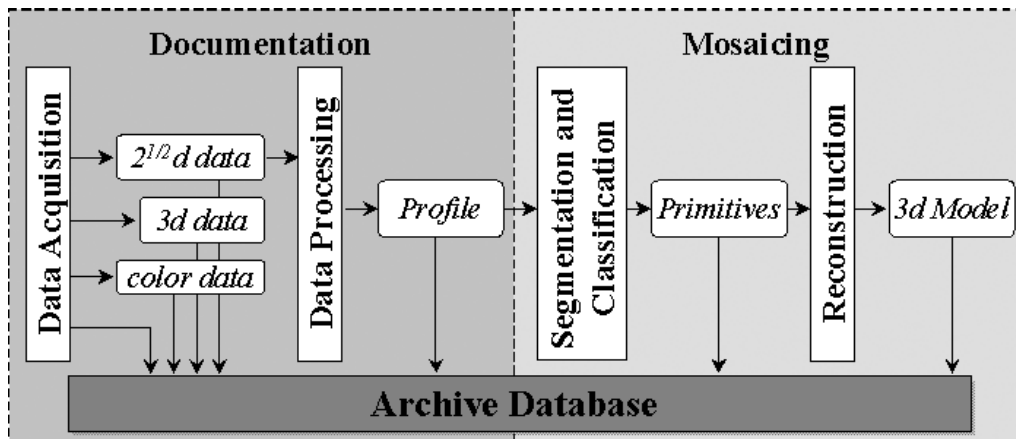 Documentation
Mosaicing
Data Acquisition
2^{1/2}d data
3d data
color data
Data Processing
Profile
Segmentation and
Classification
Primitives
Reconstruction
3d Model
Archive Database